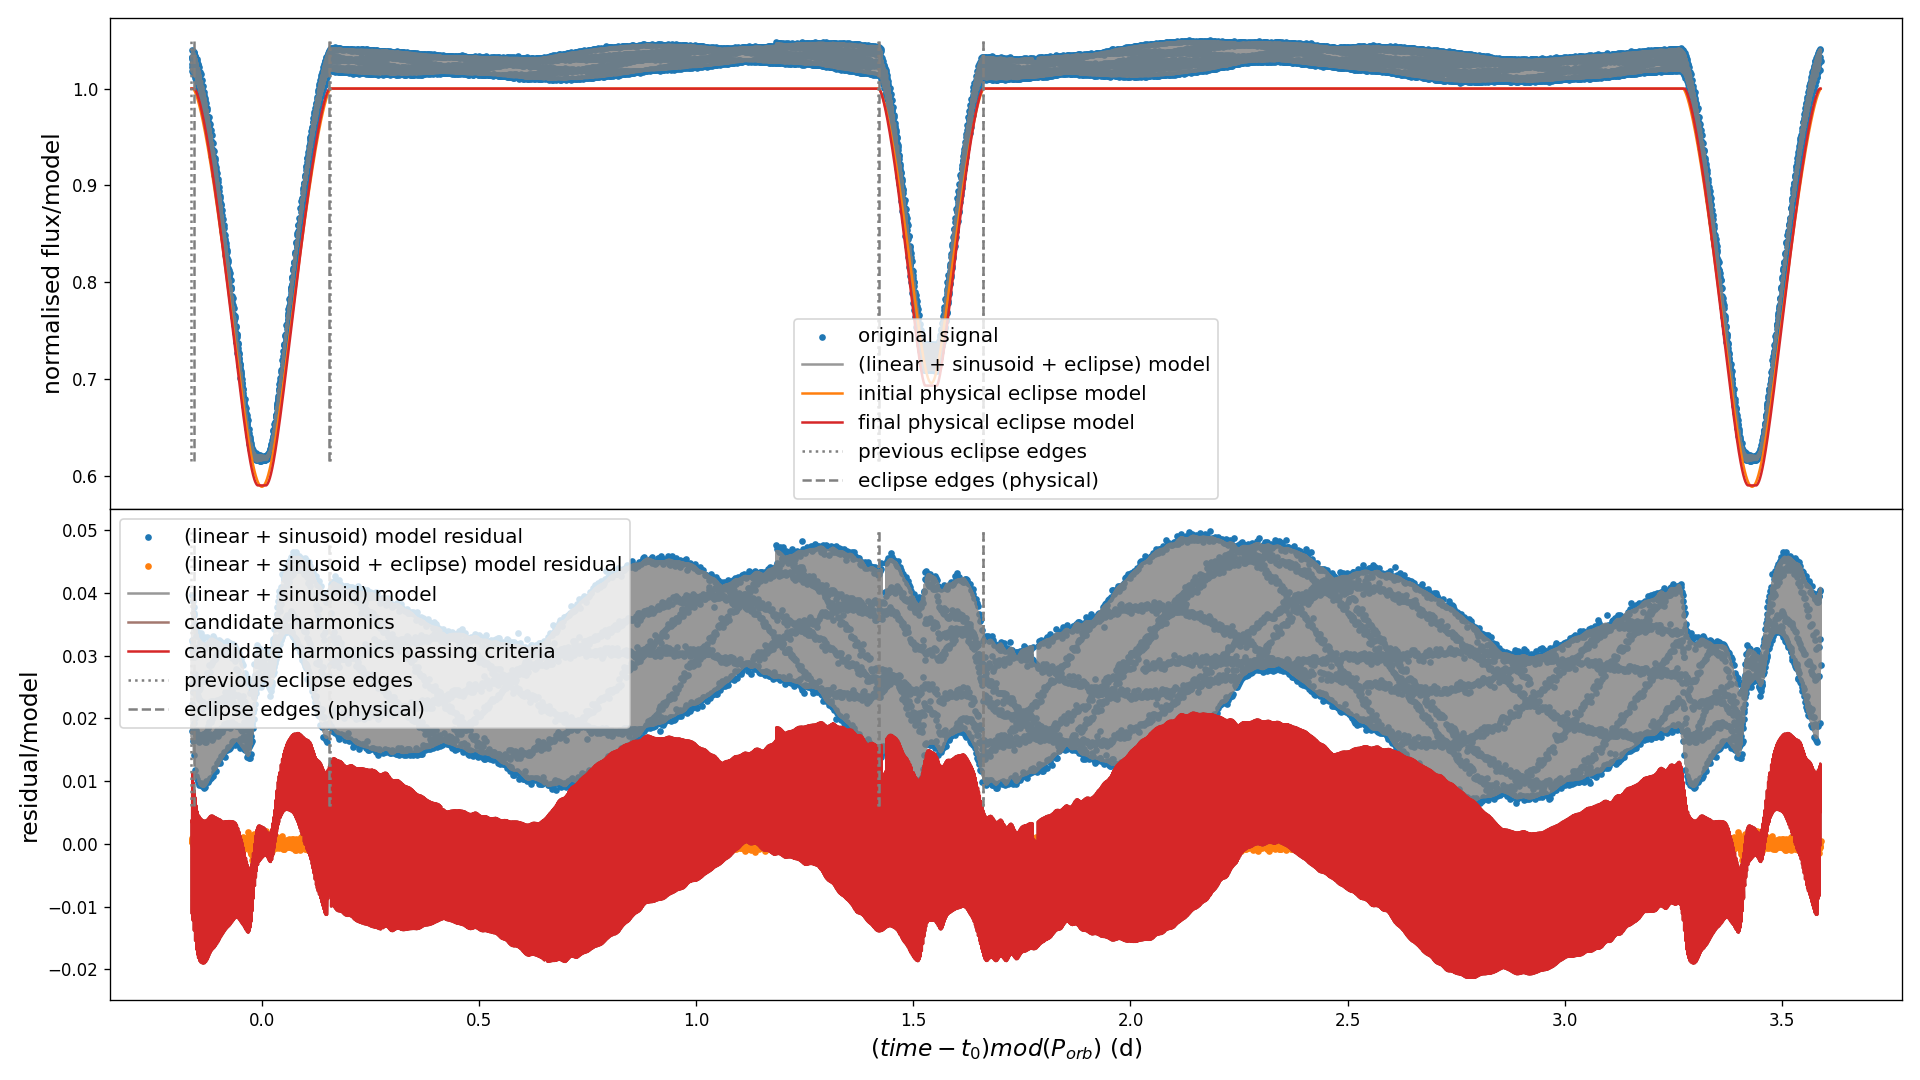 normalised flux/model
1.0
0.9
0.8
0.7
0.6
original signal
(linear + sinusoid + eclipse) model
initial physical eclipse model
final physical eclipse model
previous eclipse edges
eclipse edges (physical)
residual/model
0.05
0.04
0.03
0.02
0.01
0.00
−0.01
−0.02
(linear + sinusoid) model residual
(linear + sinusoid + eclipse) model residual
(linear + sinusoid) model
candidate harmonics
candidate harmonics passing criteria
previous eclipse edges
eclipse edges (physical)
0.0 0.5 1.0 1.5 2.0 2.5 3.0 3.5
(time − t₀)mod(Pₒᵣb) (d)